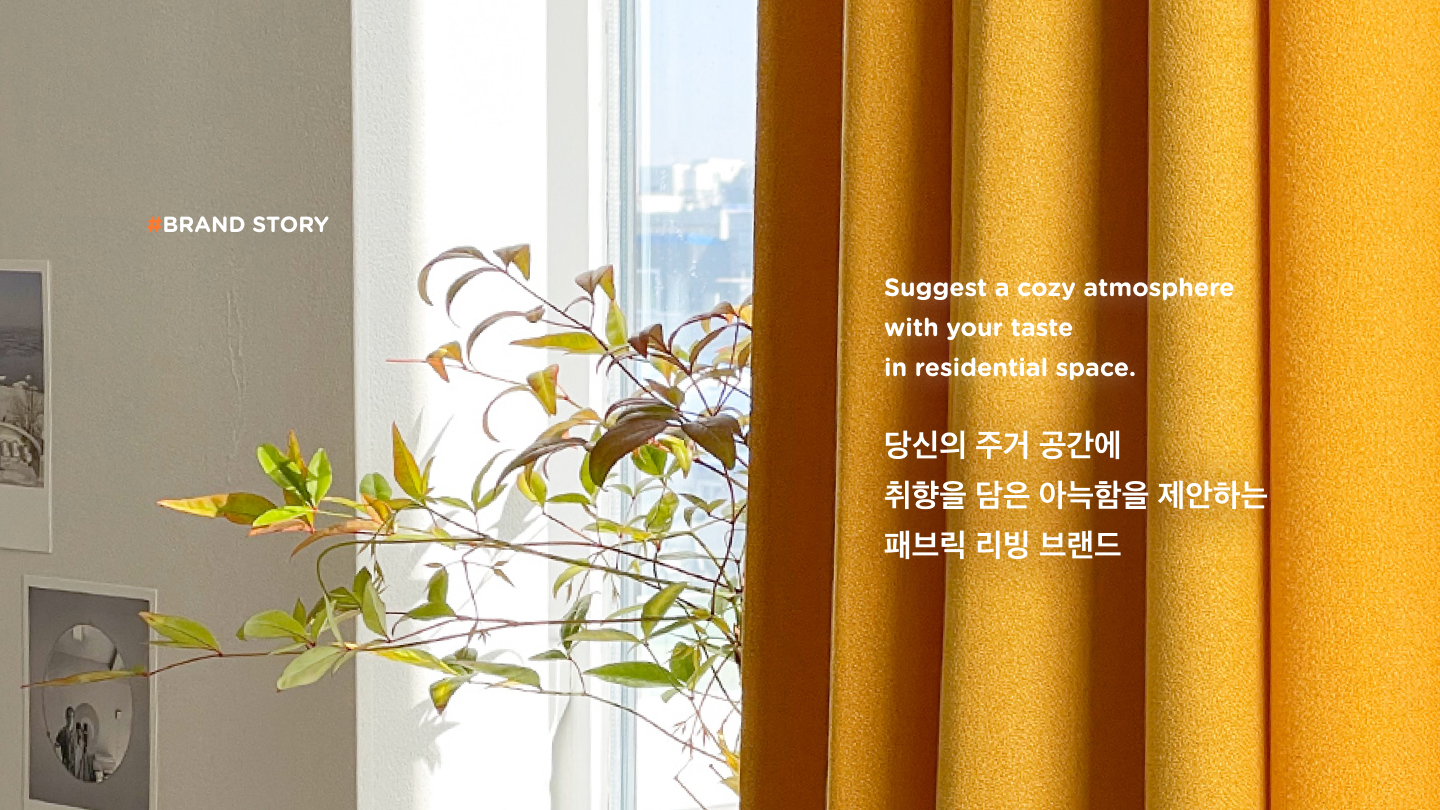 #BRAND STORY
Suggest a cozy atmosphere
with your taste
in residential space.
당신의 주거 공간에
취향을 담은 아늑함을 제안하는
패브릭 리빙 브랜드